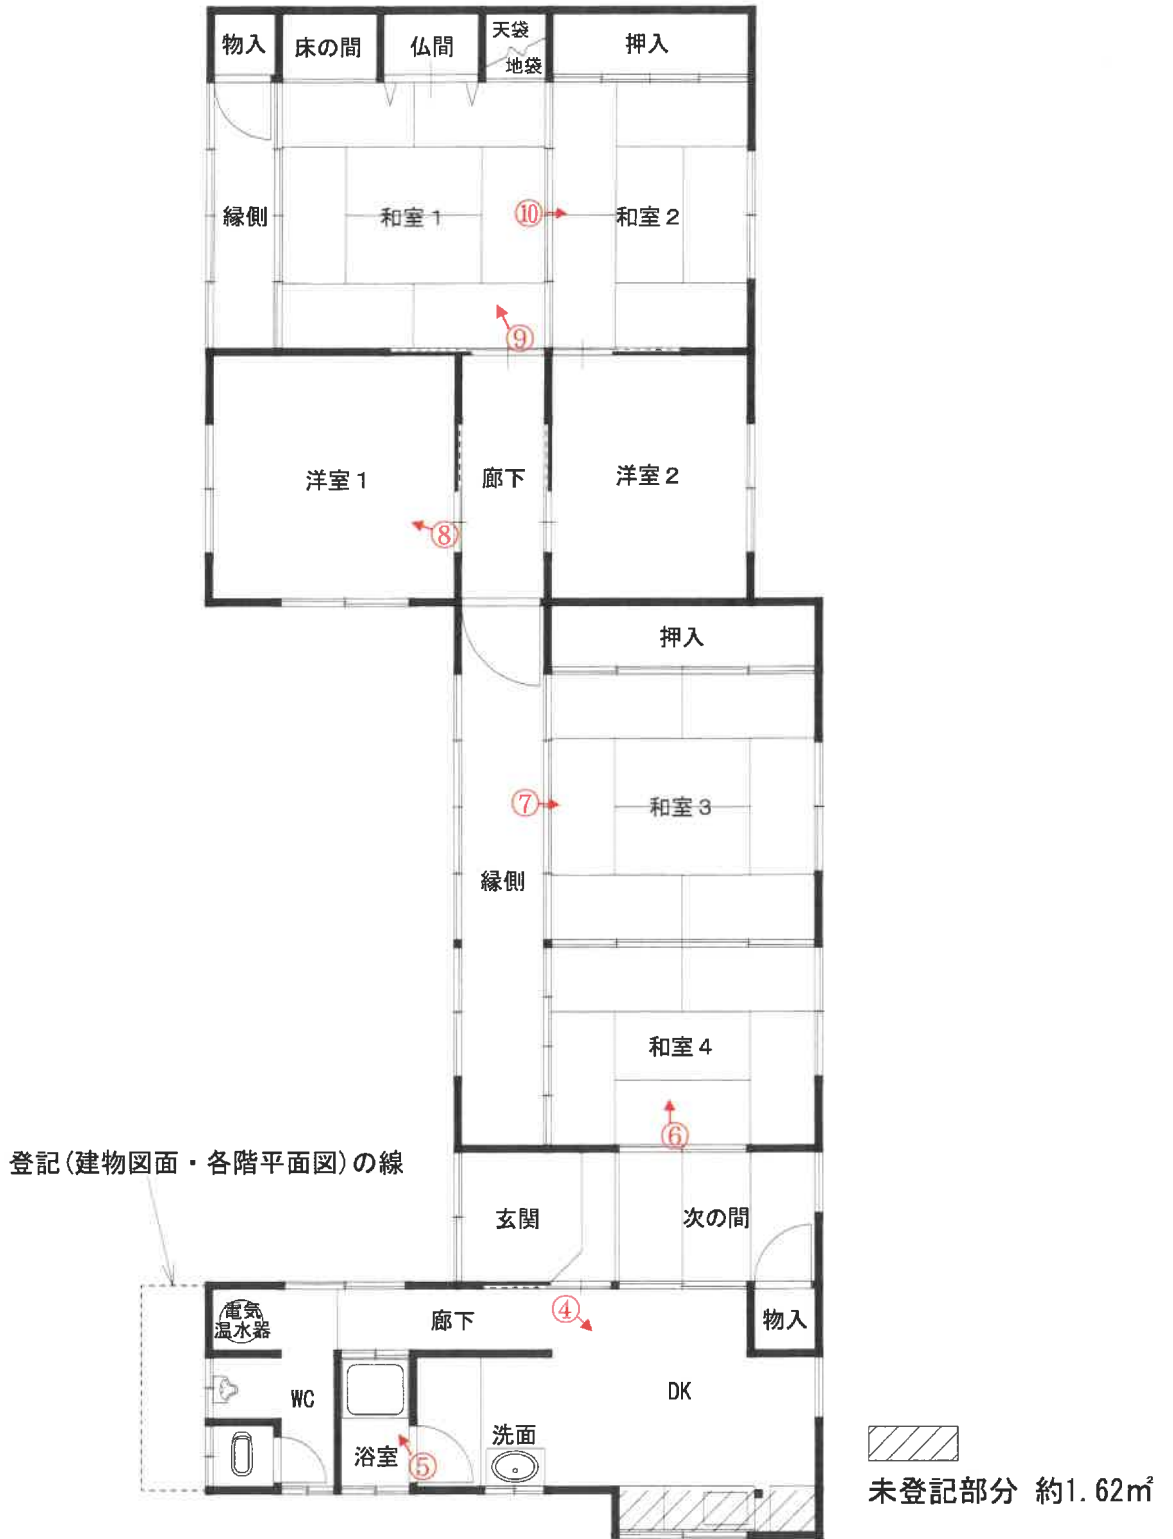 物入
床の間
仏間
天袋
地袋
押入
縁側
和室1
⑩
和室2
⑨
洋室1
廊下
洋室2
⑧
押入
⑦
和室3
縁側
和室4
⑥
登記(建物図面・各階平面図)の線
玄関
次の間
電気
温水器
廊下
④
物入
WC
DK
洗面
浴室
⑤
未登記部分 約1.62㎡